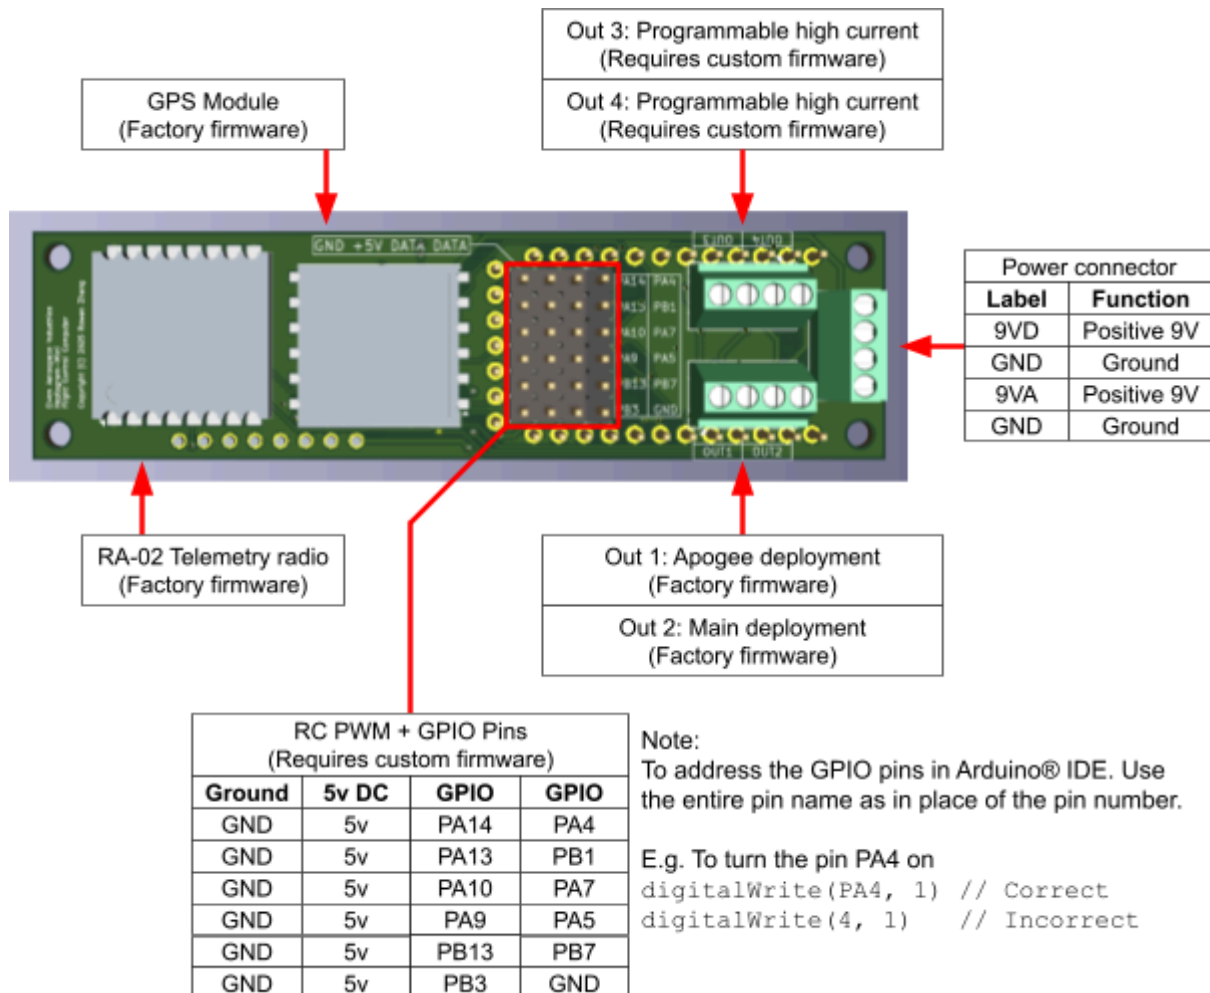 Out 3: Programmable high current
(Requires custom firmware)
Out 4: Programmable high current
(Requires custom firmware)
GPS Module
(Factory firmware)
GND +5V DATA DATA
OUT3 OUT4
PA14 PA4
PA13 PB1
PA10 PA7
PA9 PA5
PB13 PB7
PB3 GND
OUT1 OUT2
Flight Control Computer
Copyright (C) 2025 Rowan Zhang
Power connector
Label Function
9VD Positive 9V
GND Ground
9VA Positive 9V
GND Ground
RA-02 Telemetry radio
(Factory firmware)
Out 1: Apogee deployment
(Factory firmware)
Out 2: Main deployment
(Factory firmware)
RC PWM + GPIO Pins
(Requires custom firmware)
Ground 5v DC GPIO GPIO
GND 5v PA14 PA4
GND 5v PA13 PB1
GND 5v PA10 PA7
GND 5v PA9 PA5
GND 5v PB13 PB7
GND 5v PB3 GND
Note:
To address the GPIO pins in Arduino® IDE. Use
the entire pin name as in place of the pin number.
E.g. To turn the pin PA4 on
digitalWrite(PA4, 1) // Correct
digitalWrite(4, 1) // Incorrect